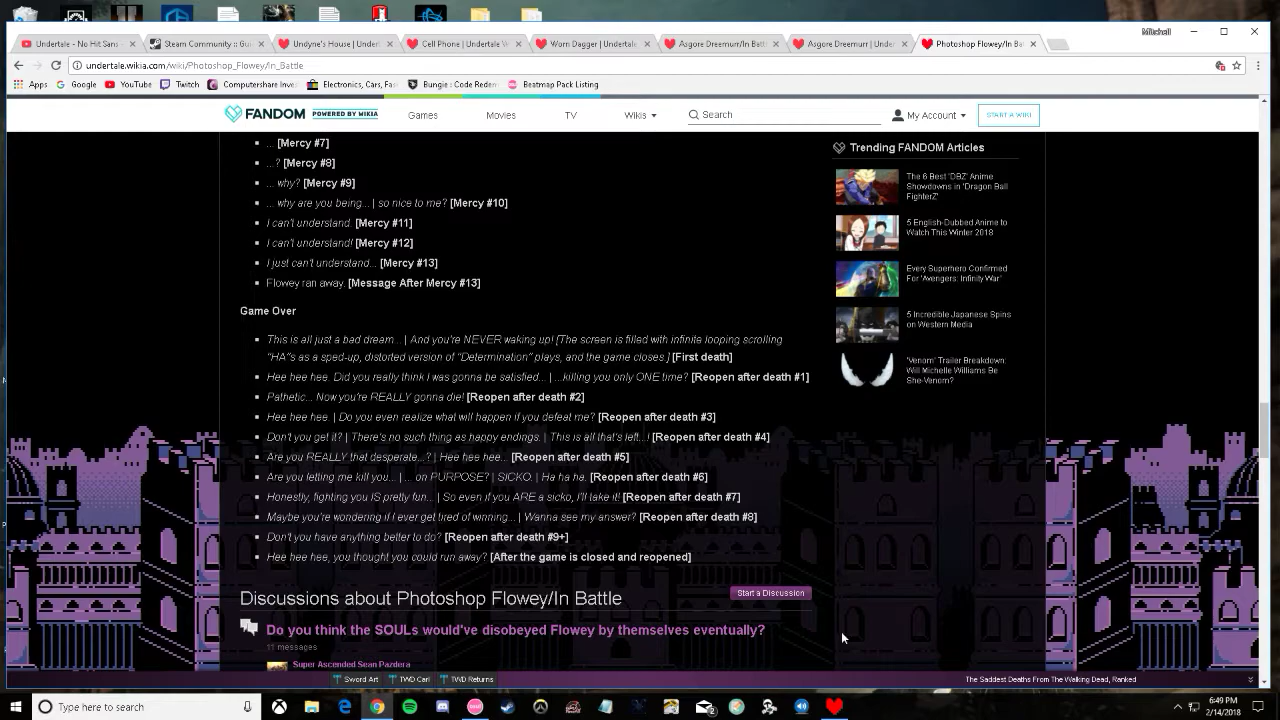 Mitchell
Undertale - No Hit Sans -
Steam Community :: Gui
Undyne's House | Undert
Cell Phone | Undertale W
Worn Dagger | Undertale
Asgore Dreemurr/In Batt
Asgore Dreemurr | Under
Photoshop Flowey/In Bat
undertale.wikia.com/wiki/Photoshop_Flowey/In_Battle
Apps Google YouTube Twitch Computershare Inves Electronics, Cars, Fas Bungie : Code Redem Beatmap Pack Listing
FANDOM POWERED BY WIKIA Games Movies TV Wikis Search My Account START A WIKI
... [Mercy #7]
...? [Mercy #8]
... why? [Mercy #9]
... why are you being... | so nice to me? [Mercy #10]
I can't understand. [Mercy #11]
I can't understand! [Mercy #12]
I just can't understand... [Mercy #13]
Flowey ran away. [Message After Mercy #13]
Game Over
This is all just a bad dream... | And you're NEVER waking up! [The screen is filled with infinite looping scrolling
"HA"s as a sped-up, distorted version of "Determination" plays, and the game closes.] [First death]
Hee hee hee. Did you really think I was gonna be satisfied... | ...killing you only ONE time? [Reopen after death #1]
Pathetic... Now you're REALLY gonna die! [Reopen after death #2]
Hee hee hee. | Do you even realize what will happen if you defeat me? [Reopen after death #3]
Don't you get it? | There's no such thing as happy endings. | This is all that's left... [Reopen after death #4]
Are you REALLY that desperate...? | Hee hee hee... [Reopen after death #5]
Are you letting me kill you... | ... on PURPOSE? | SICKO. | Ha ha ha. [Reopen after death #6]
Honestly, fighting you IS pretty fun... | So even if you ARE a sicko, I'll take it! [Reopen after death #7]
Maybe you're wondering if I ever get tired of winning... | Wanna see my answer? [Reopen after death #8]
Don't you have anything better to do? [Reopen after death #9+]
Hee hee hee, you thought you could run away? [After the game is closed and reopened]
Discussions about Photoshop Flowey/In Battle
Start a Discussion
Do you think the SOULs would've disobeyed Flowey by themselves eventually?
11 messages
Super Ascended Sean Pazdera
Trending FANDOM Articles
The 6 Best 'DBZ' Anime
Showdowns in 'Dragon Ball
FighterZ'
5 English-Dubbed Anime to
Watch This Winter 2018
Every Superhero Confirmed
For 'Avengers: Infinity War'
5 Incredible Japanese Spins
on Western Media
'Venom' Trailer Breakdown:
Will Michelle Williams Be
She-Venom?
Sword Art TWD Carl TWD Returns
The Saddest Deaths From The Walking Dead, Ranked
Type here to search
6:49 PM
2/14/2018